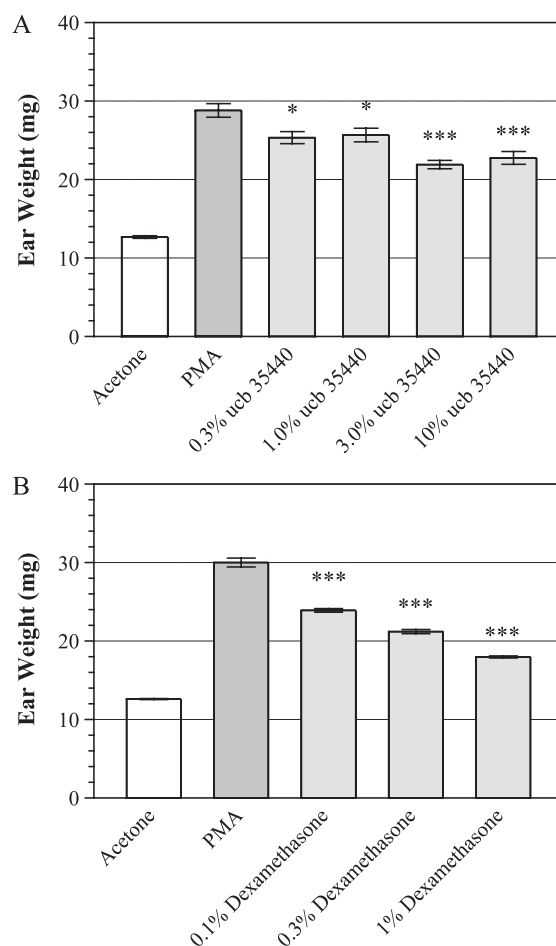 A
40
30
20
10
0
Ear Weight (mg)
*
*
***
***
Acetone
PMA
0.3% ucb 35440
1.0% ucb 35440
3.0% ucb 35440
10% ucb 35440
B
40
30
20
10
0
Ear Weight (mg)
***
***
***
Acetone
PMA
0.1% Dexamethasone
0.3% Dexamethasone
1% Dexamethasone